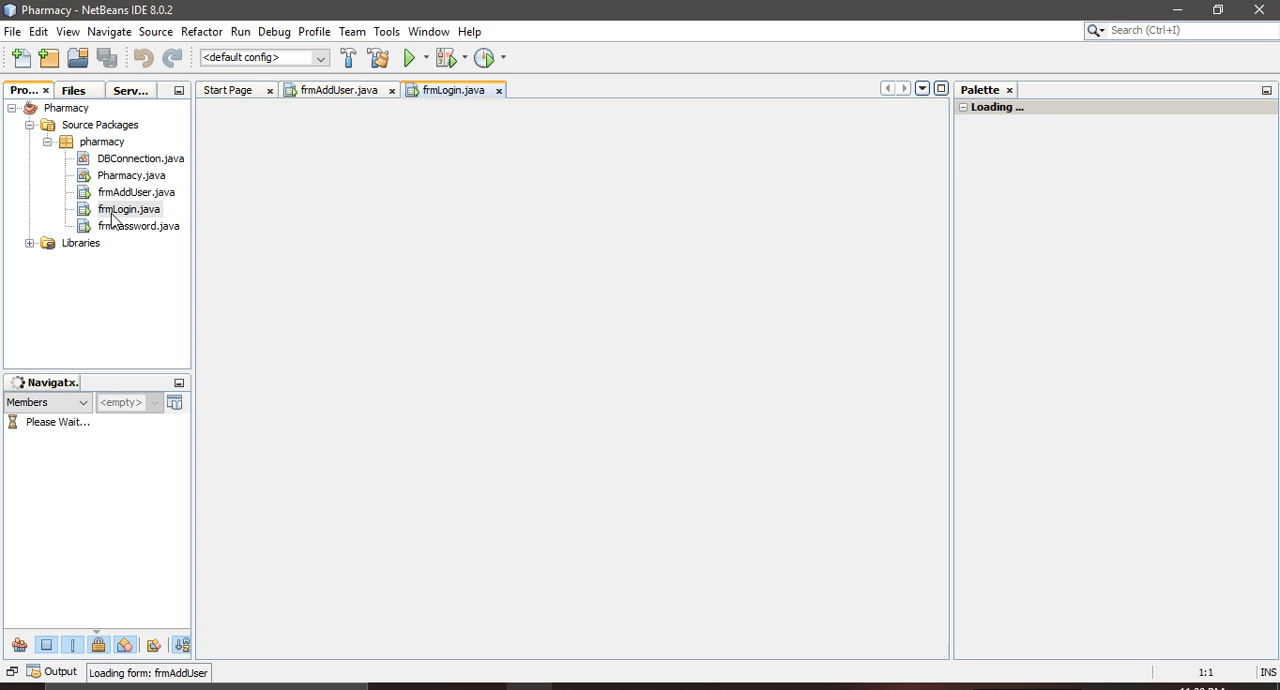 Pharmacy - NetBeans IDE 8.0.2
File Edit View Navigate Source Refactor Run Debug Profile Team Tools Window Help
Search (Ctrl+I)
<default config>
Pro... Files Serv...
Start Page frmAddUser.java frmLogin.java
Palette
Pharmacy
Source Packages
pharmacy
DBConnection.java
Pharmacy.java
frmAddUser.java
frmLogin.java
frmPassword.java
Libraries
Loading ...
Navigatx.
Members <empty>
Please Wait...
Output Loading form: frmAddUser
1:1 INS